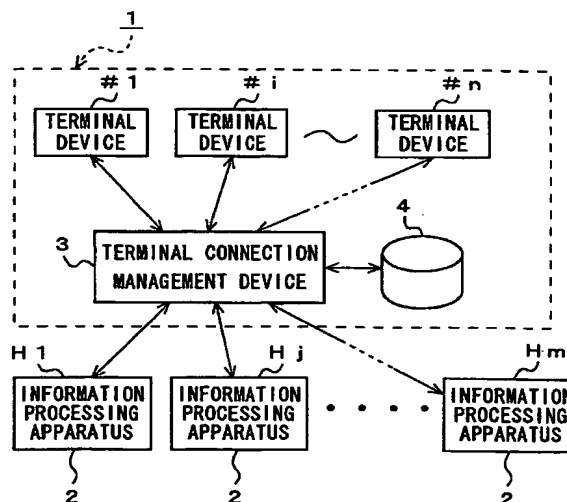 1
#1 #i #n
TERMINAL DEVICE TERMINAL DEVICE TERMINAL DEVICE
3 4
TERMINAL CONNECTION
MANAGEMENT DEVICE
H1 Hj Hm
INFORMATION PROCESSING APPARATUS INFORMATION PROCESSING APPARATUS INFORMATION PROCESSING APPARATUS
2 2 2